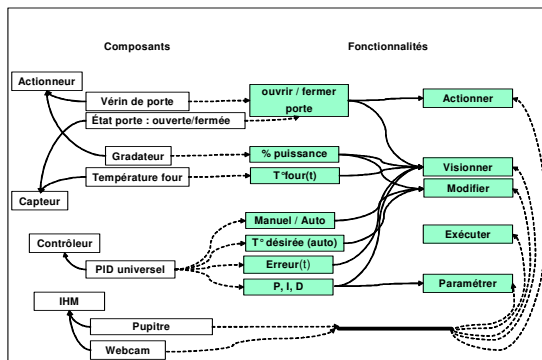 Composants
Fonctionnalités
Actionneur
Vérin de porte
ouvrir / fermer
porte
Actionner
État porte : ouverte/fermée
Gradateur
% puissance
Visionner
Température four
T°four(t)
Modifier
Capteur
Manuel / Auto
Contrôleur
T° désirée (auto)
Exécuter
PID universel
Erreur(t)
P, I, D
Paramétrer
IHM
Pupitre
Webcam